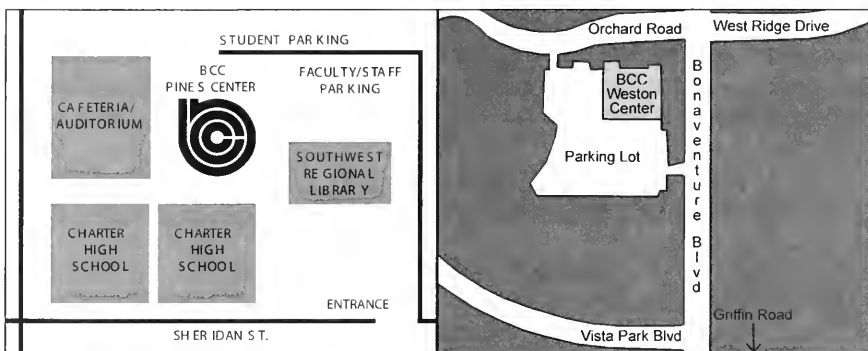 STUDENT PARKING
BCC
PINES CENTER
FACULTY/STAFF
PARKING
CAFETERIA/
AUDITORIUM
SOUTHWEST
REGIONAL
LIBRARY
CHARTER
HIGH
SCHOOL
CHARTER
HIGH
SCHOOL
ENTRANCE
SHERIDAN ST.
Orchard Road
West Ridge Drive
BCC
Weston
Center
Parking Lot
Bonaventure Blvd
Griffin Road
Vista Park Blvd